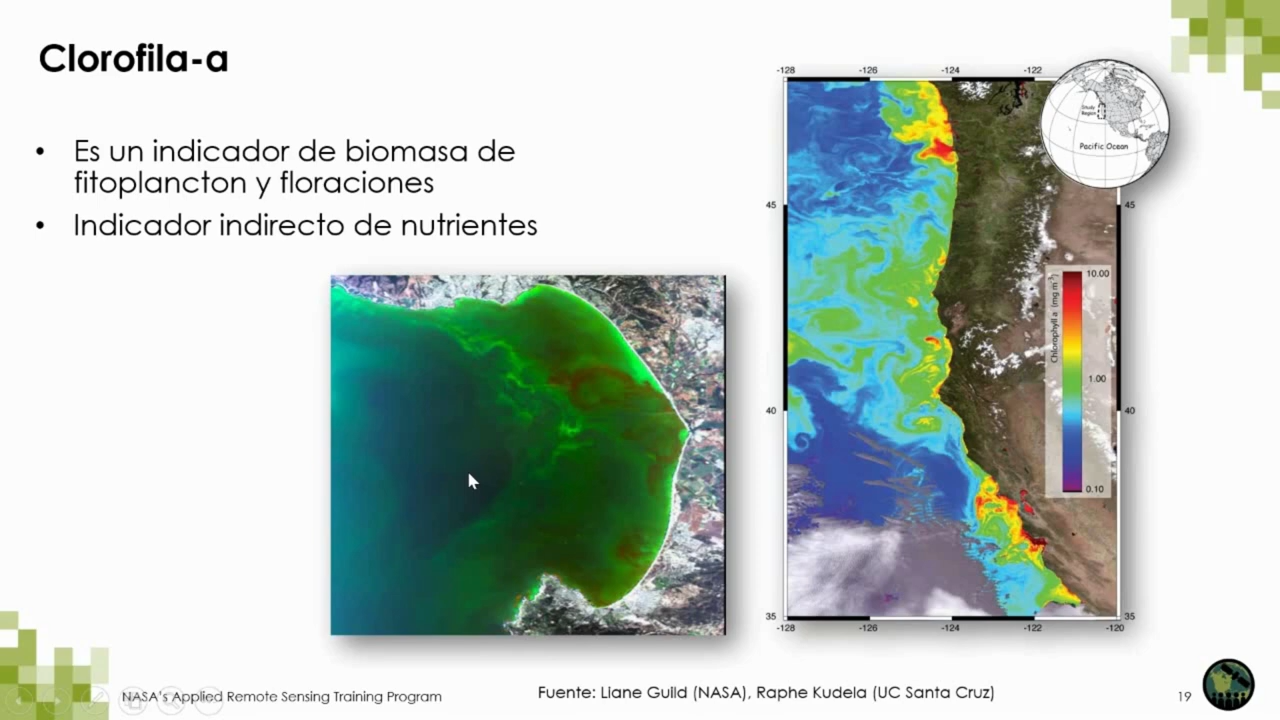 Clorofila-a
• Es un indicador de biomasa de
fitoplancton y floraciones
• Indicador indirecto de nutrientes
-128 -126 -124 -122
Study
Region
Pacific Ocean
45 45
40 40
35 35
Chlorophyll a (mg m-3)
10.00
1.00
0.10
-128 -126 -124 -122 -120
NASA's Applied Remote Sensing Training Program
Fuente: Liane Guild (NASA), Raphe Kudela (UC Santa Cruz)
19